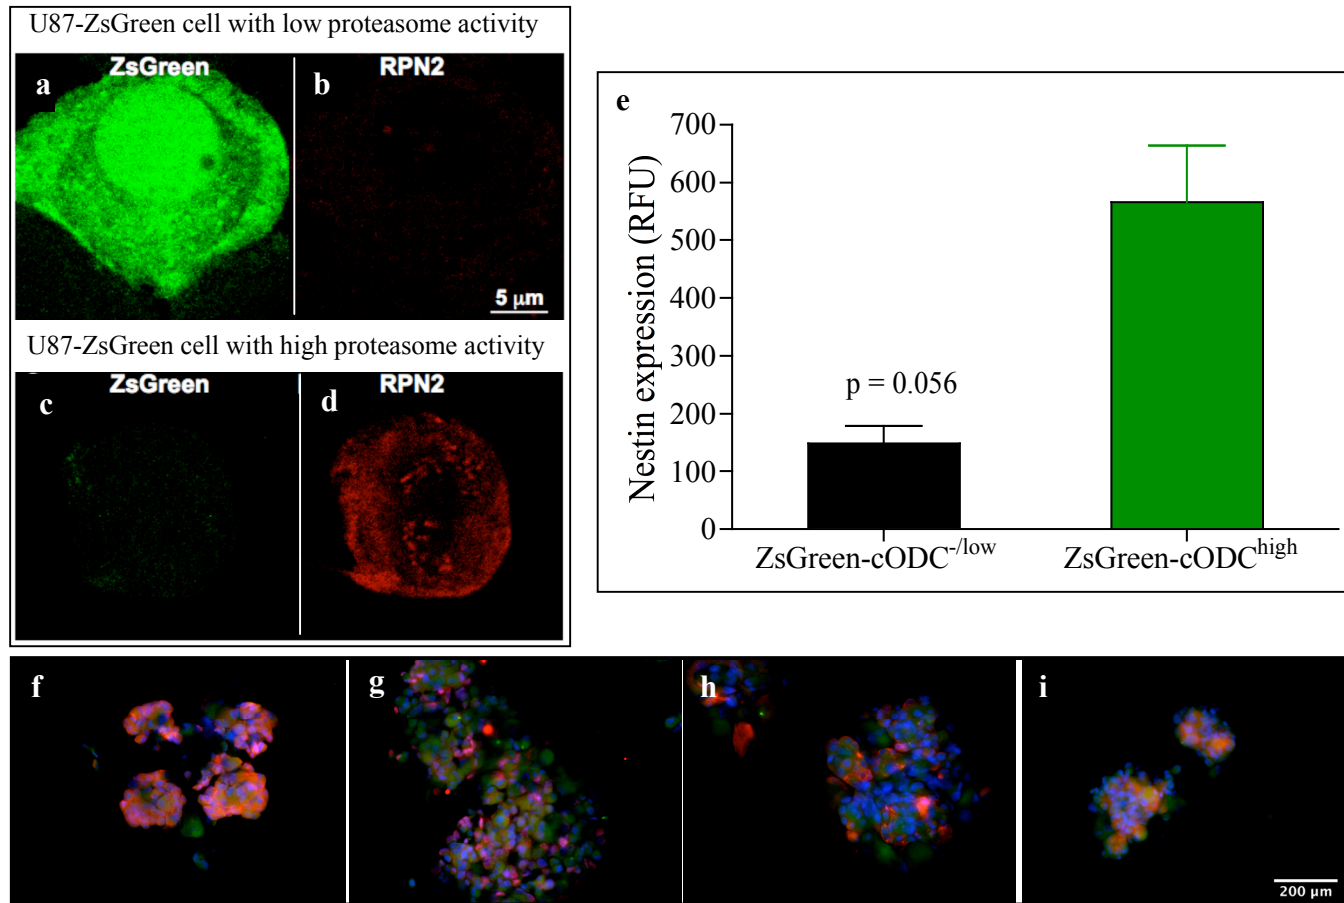 U87-ZsGreen cell with low proteasome activity
a
ZsGreen
b
RPN2
5 μm
U87-ZsGreen cell with high proteasome activity
c
ZsGreen
d
RPN2
e
Nestin expression (RFU)
700
600
500
400
300
200
100
0
p = 0.056
ZsGreen-cODC-/low
ZsGreen-cODChigh
f
g
h
i
200 μm